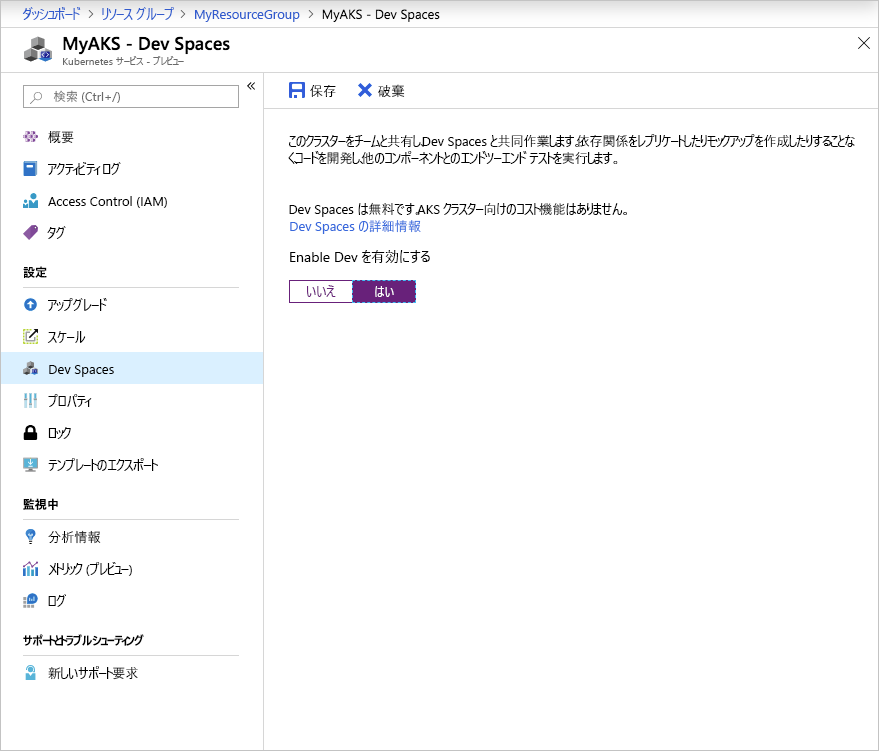 ダッシュボード > リソース グループ > MyResourceGroup > MyAKS - Dev Spaces
MyAKS - Dev Spaces
Kubernetes サービス - プレビュー
検索 (Ctrl+/)
概要
アクティビティログ
Access Control (IAM)
タグ
設定
アップグレード
スケール
Dev Spaces
プロパティ
ロック
テンプレートのエクスポート
監視中
分析情報
メトリック (プレビュー)
ログ
サポートとトラブルシューティング
新しいサポート要求
保存 破棄
このクラスターをチームと共有し､Dev Spaces と共同作業します｡依存関係をレプリケートしたりモックアップを作成したりすることな
くコードを開発し､他のコンポーネントとのエンドツーエンド テストを実行します。
Dev Spaces は無料です｡AKS クラスター向けのコスト機能はありません。
Dev Spaces の詳細情報
Enable Dev を有効にする
いいえ はい